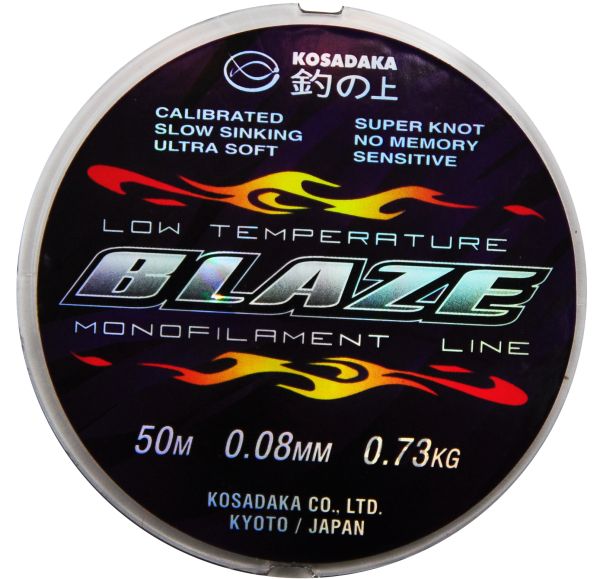 KOSADAKA
釣の上
CALIBRATED
SLOW SINKING
ULTRA SOFT
SUPER KNOT
NO MEMORY
SENSITIVE
LOW TEMPERATURE
BLAZE
MONOFILAMENT LINE
50M 0.08MM 0.73KG
KOSADAKA CO., LTD.
KYOTO / JAPAN